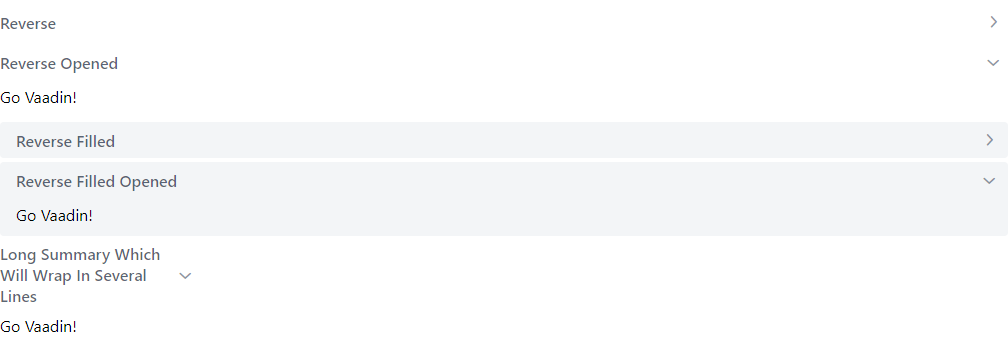 Reverse
Reverse Opened
Go Vaadin!
Reverse Filled
Reverse Filled Opened
Go Vaadin!
Long Summary Which
Will Wrap In Several
Lines
Go Vaadin!